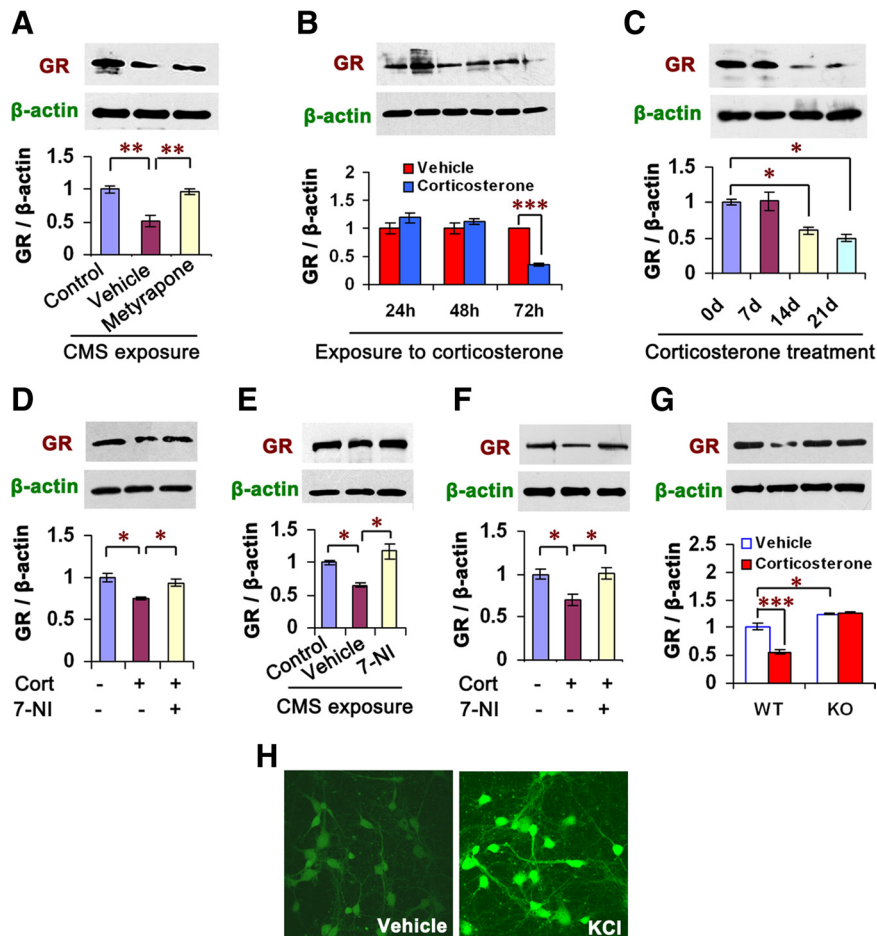 A
GR
β-actin
GR / β-actin
1.5
1
0.5
0
**
**
Control
Vehicle
Metyrapone
CMS exposure
B
GR
β-actin
GR / β-actin
2
1.5
1
0.5
0
Vehicle
Corticosterone
***
24h
48h
72h
Exposure to corticosterone
C
GR
β-actin
GR / β-actin
1.5
1
0.5
0
*
*
0d
7d
14d
21d
Corticosterone treatment
D
GR
β-actin
GR / β-actin
1.5
1
0.5
0
*
*
Cort - + +
7-NI - - +
E
GR
β-actin
GR / β-actin
1.5
1
0.5
0
*
*
Control
Vehicle
7-NI
CMS exposure
F
GR
β-actin
GR / β-actin
1.5
1
0.5
0
*
*
Cort - + +
7-NI - - +
G
GR
β-actin
GR / β-actin
2.5
2
1.5
1
0.5
0
Vehicle
Corticosterone
*
***
WT
KO
H
Vehicle
KCl